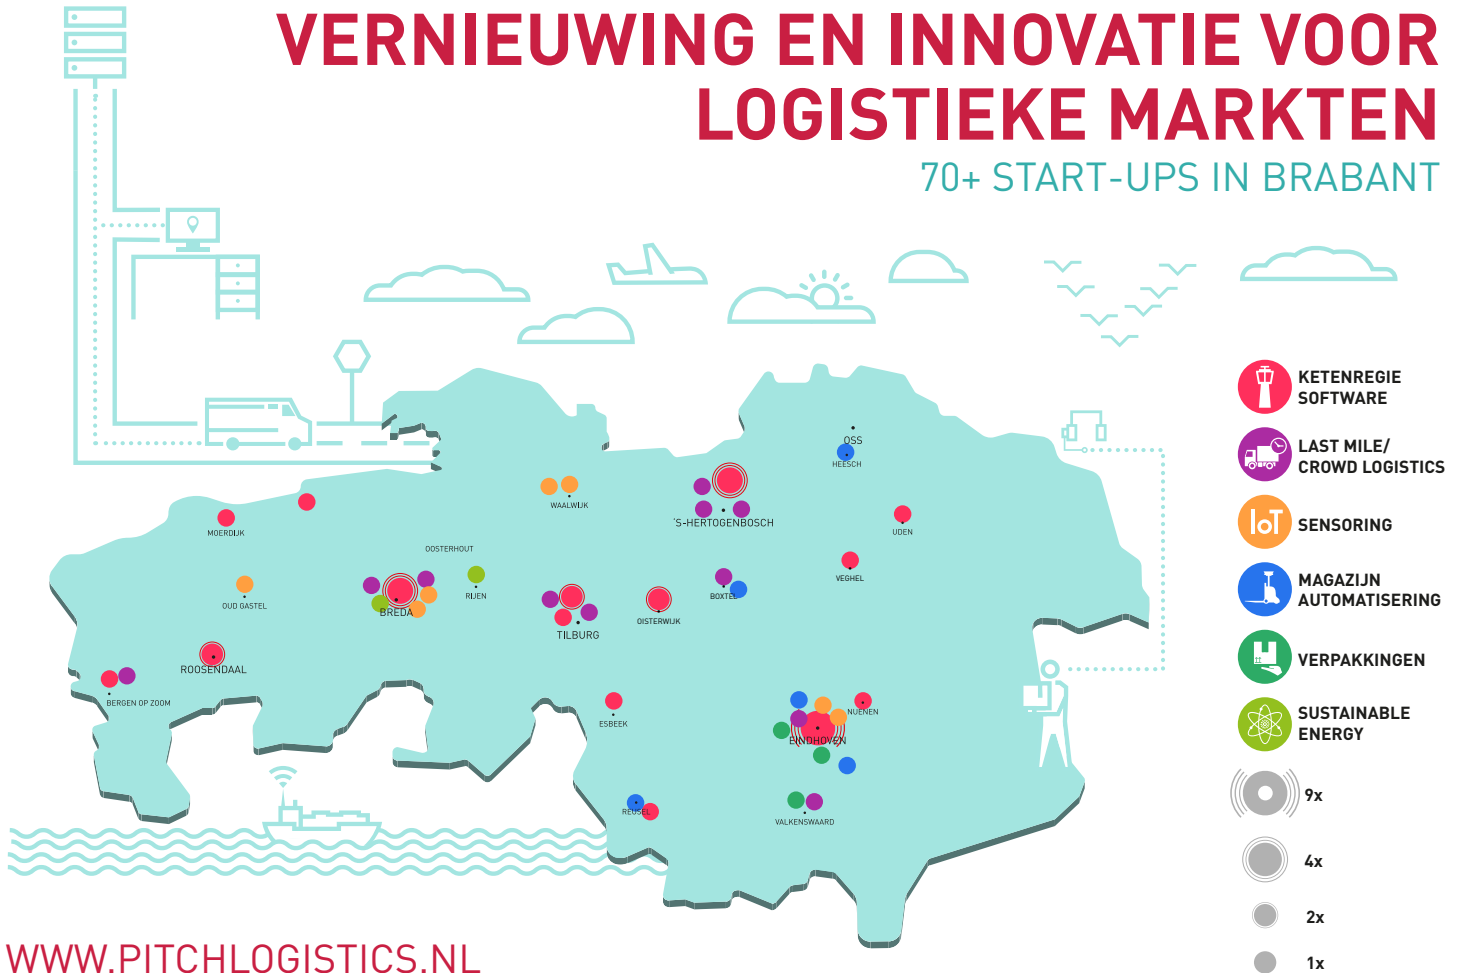 VERNIEUWING EN INNOVATIE VOOR
LOGISTIEKE MARKTEN
70+ START-UPS IN BRABANT
KETENREGIE
SOFTWARE
LAST MILE/
CROWD LOGISTICS
IoT
SENSORING
MAGAZIJN
AUTOMATISERING
VERPAKKINGEN
SUSTAINABLE
ENERGY
9x
4x
2x
1x
OSS
HEESCH
WAALWIJK
'S-HERTOGENBOSCH
UDEN
MOERDIJK
OOSTERHOUT
VEGHEL
OUD GASTEL
BREDA
RIJEN
BOXTEL
TILBURG
OISTERWIJK
ROOSENDAAL
BERGEN OP ZOOM
ESBEEK
NUENEN
EINDHOVEN
REUSEL
VALKENSWAARD
WWW.PITCHLOGISTICS.NL